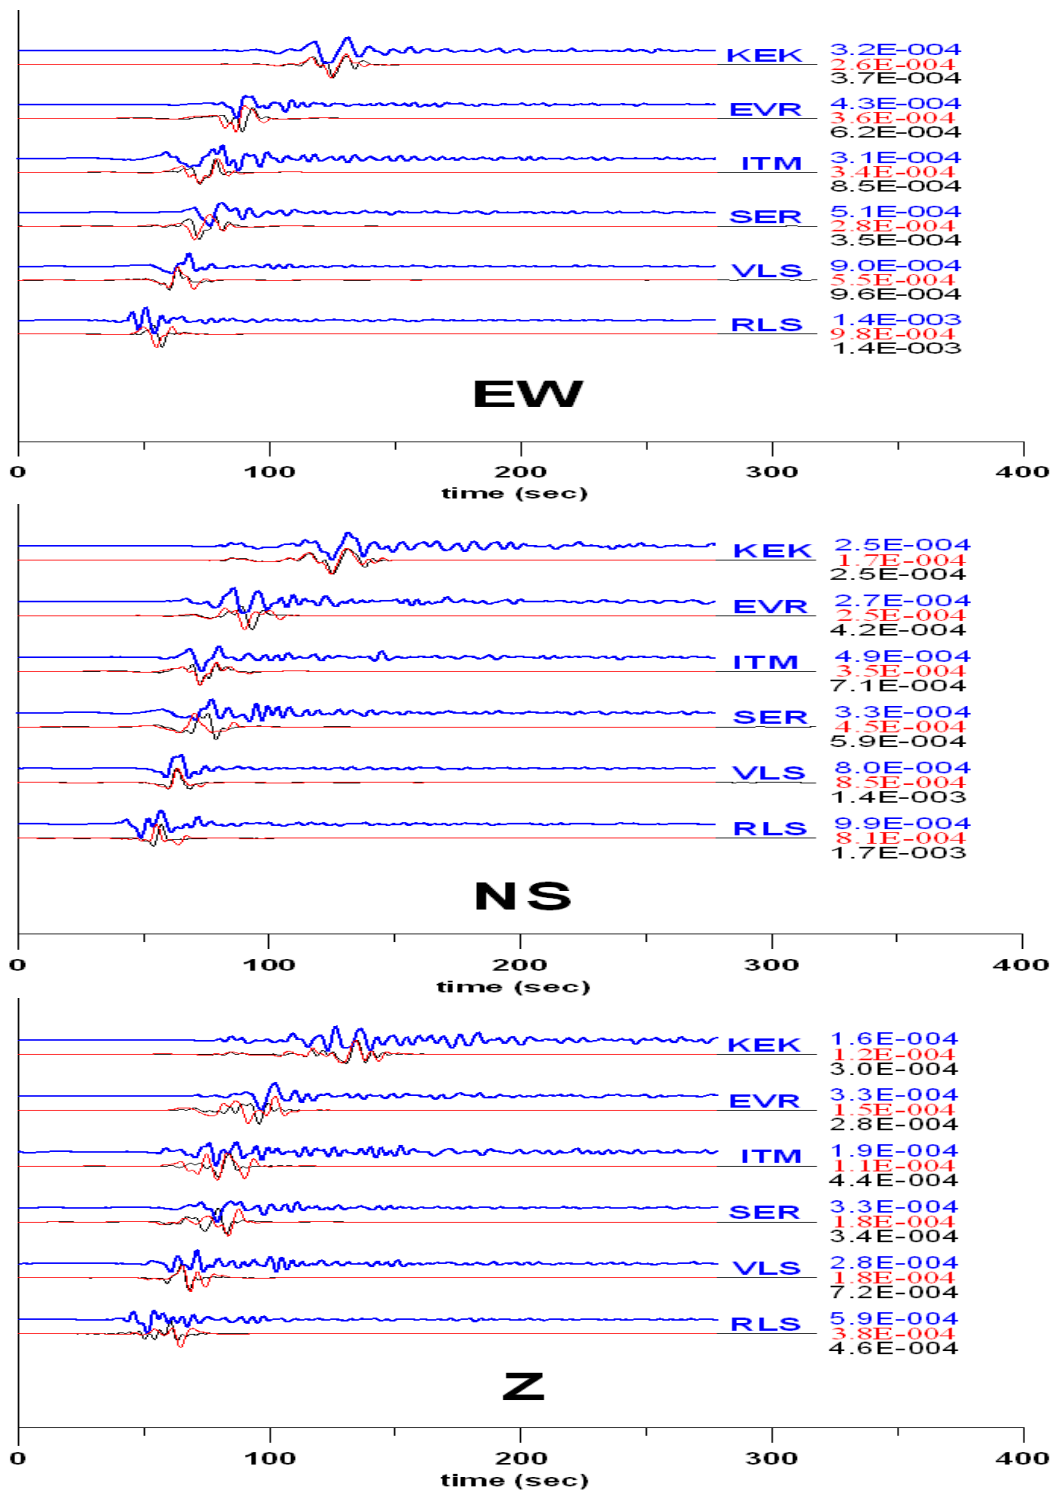 KEK 3.2E-004
2.6E-004
3.7E-004
EVR 4.3E-004
3.6E-004
6.2E-004
ITM 3.1E-004
3.4E-004
8.5E-004
SER 5.1E-004
2.8E-004
3.5E-004
VLS 9.0E-004
5.5E-004
9.6E-004
RLS 1.4E-003
9.8E-004
1.4E-003
EW
0 100 200 300 400
time (sec)
KEK 2.5E-004
1.7E-004
2.5E-004
EVR 2.7E-004
2.5E-004
4.2E-004
ITM 4.9E-004
3.5E-004
7.1E-004
SER 3.3E-004
4.5E-004
5.9E-004
VLS 8.0E-004
8.5E-004
1.4E-003
RLS 9.9E-004
8.1E-004
1.7E-003
NS
0 100 200 300 400
time (sec)
KEK 1.6E-004
1.2E-004
3.0E-004
EVR 3.3E-004
1.5E-004
2.8E-004
ITM 1.9E-004
1.1E-004
4.4E-004
SER 3.3E-004
1.8E-004
3.4E-004
VLS 2.8E-004
1.8E-004
7.2E-004
RLS 5.9E-004
3.8E-004
4.6E-004
Z
0 100 200 300 400
time (sec)